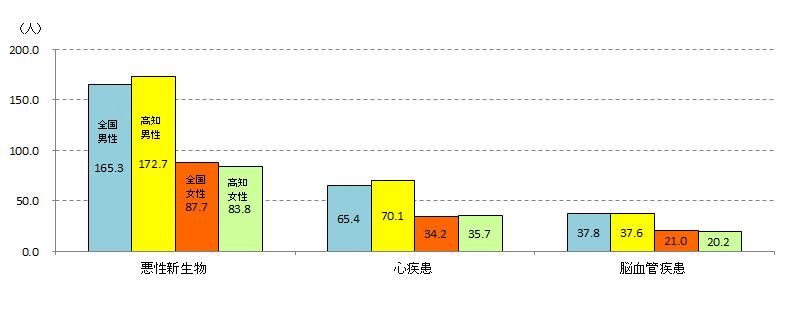 （人）
200.0
150.0
100.0
50.0
0.0
全国
男性
165.3
高知
男性
172.7
全国
女性
87.7
高知
女性
83.8
65.4
70.1
34.2
35.7
37.8
37.6
21.0
20.2
悪性新生物
心疾患
脳血管疾患